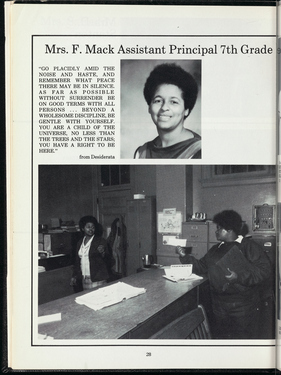 Mrs. F. Mack Assistant Principal 7th Grade
"GO PLACIDLY AMID THE
NOISE AND HASTE, AND
REMEMBER WHAT PEACE
THERE MAY BE IN SILENCE.
AS FAR AS POSSIBLE
WITHOUT SURRENDER BE
ON GOOD TERMS WITH ALL
PERSONS ... BEYOND A
WHOLESOME DISCIPLINE, BE
GENTLE WITH YOURSELF.
YOU ARE A CHILD OF THE
UNIVERSE, NO LESS THAN
THE TREES AND THE STARS;
YOU HAVE A RIGHT TO BE
HERE."
from Desiderata
28